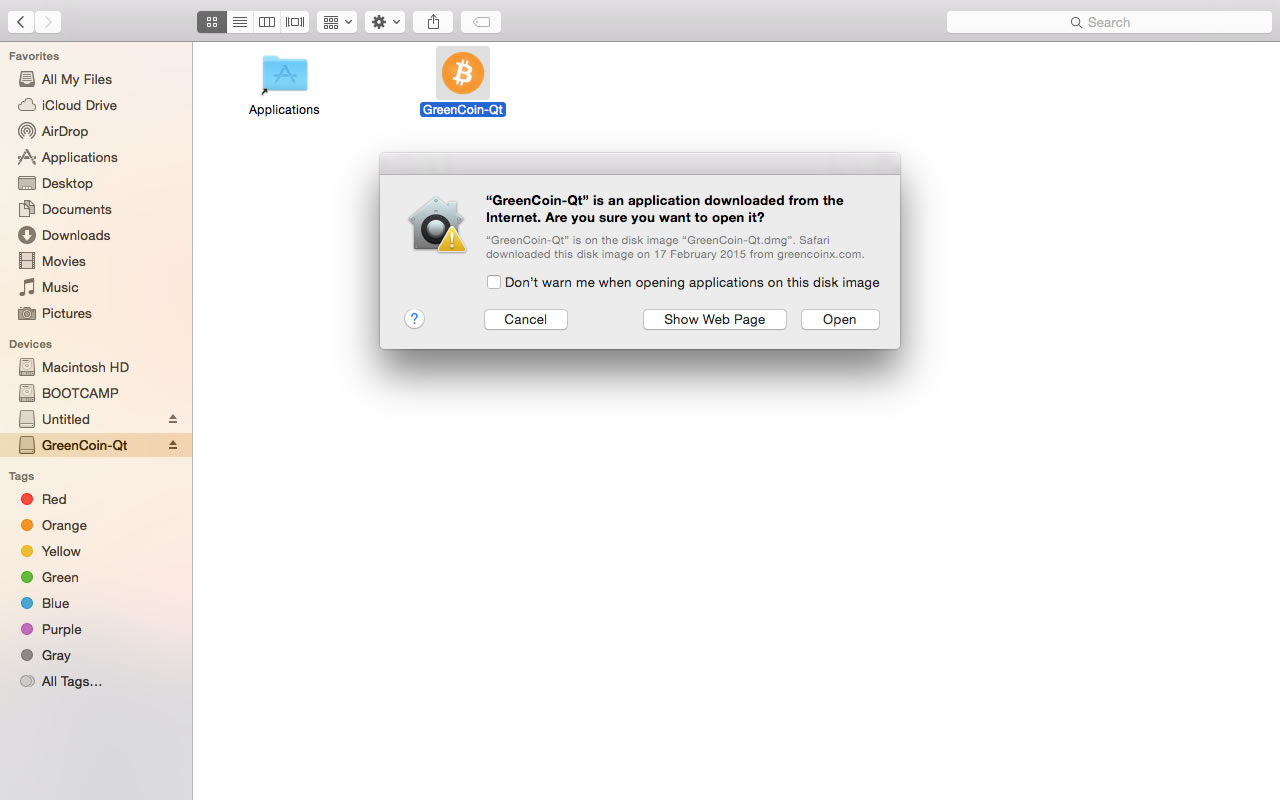 Search
Favorites
All My Files
iCloud Drive
AirDrop
Applications
Desktop
Documents
Downloads
Movies
Music
Pictures
Devices
Macintosh HD
BOOTCAMP
Untitled
GreenCoin-Qt
Tags
Red
Orange
Yellow
Green
Blue
Purple
Gray
All Tags...
Applications
GreenCoin-Qt
“GreenCoin-Qt” is an application downloaded from the
Internet. Are you sure you want to open it?
“GreenCoin-Qt” is on the disk image “GreenCoin-Qt.dmg”. Safari
downloaded this disk image on 17 February 2015 from greencoinx.com.
Don’t warn me when opening applications on this disk image
?
Cancel
Show Web Page
Open